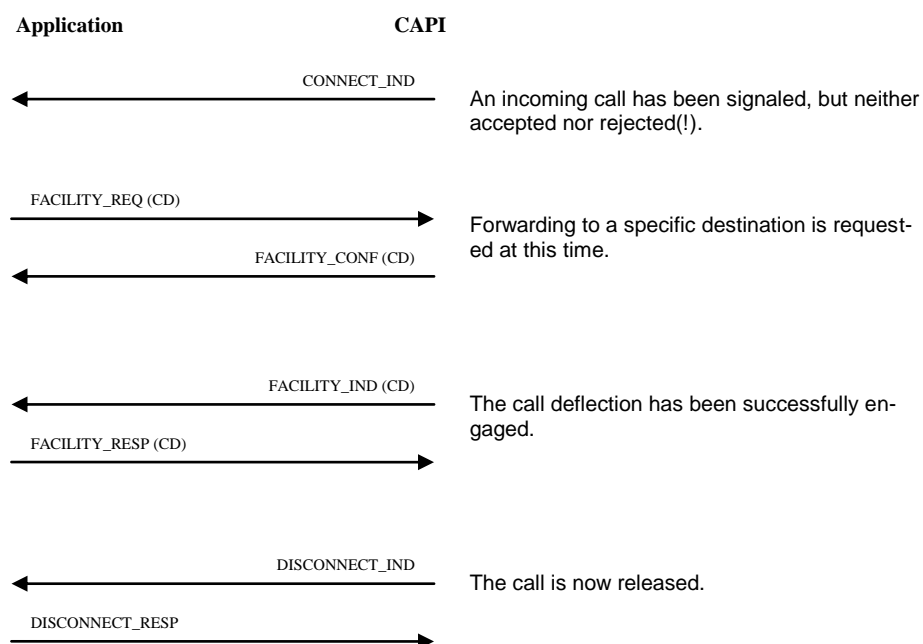 Application CAPI
CONNECT_IND
An incoming call has been signaled, but neither
accepted nor rejected(!).
FACILITY_REQ (CD)
Forwarding to a specific destination is request-
ed at this time.
FACILITY_CONF (CD)
FACILITY_IND (CD)
The call deflection has been successfully en-
gaged.
FACILITY_RESP (CD)
DISCONNECT_IND
The call is now released.
DISCONNECT_RESP